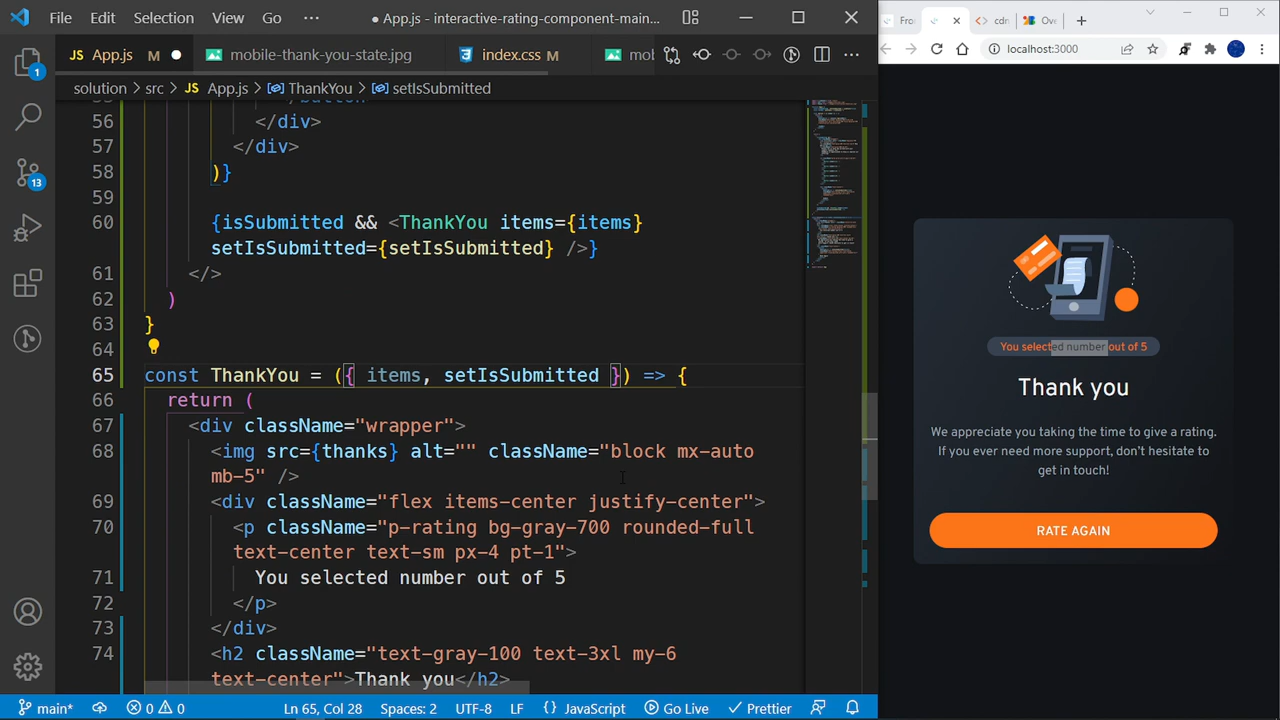 File Edit Selection View Go ··· ● App.js - interactive-rating-component-main...
App.js M ● mobile-thank-you-state.jpg index.css M mob ···
solution > src > JS App.js > ThankYou > setIsSubmitted
56 </div>
57 </div>
58 )}
59
60 {isSubmitted && <ThankYou items={items}
setIsSubmitted={setIsSubmitted} />}
61 </>
62 )
63 }
64
65 const ThankYou = ({ items, setIsSubmitted }) => {
66 return (
67 <div className="wrapper">
68 <img src={thanks} alt="" className="block mx-auto
mb-5" />
69 <div className="flex items-center justify-center">
70 <p className="p-rating bg-gray-700 rounded-full
text-center text-sm px-4 pt-1">
71 You selected number out of 5
72 </p>
73 </div>
74 <h2 className="text-gray-100 text-3xl my-6
text-center">Thank you</h2>
1
13
main* 0 0 Ln 65, Col 28 Spaces: 2 UTF-8 LF {} JavaScript Go Live Prettier
Fro cdn Ove
localhost:3000
You selected number out of 5
Thank you
We appreciate you taking the time to give a rating.
If you ever need more support, don't hesitate to
get in touch!
RATE AGAIN